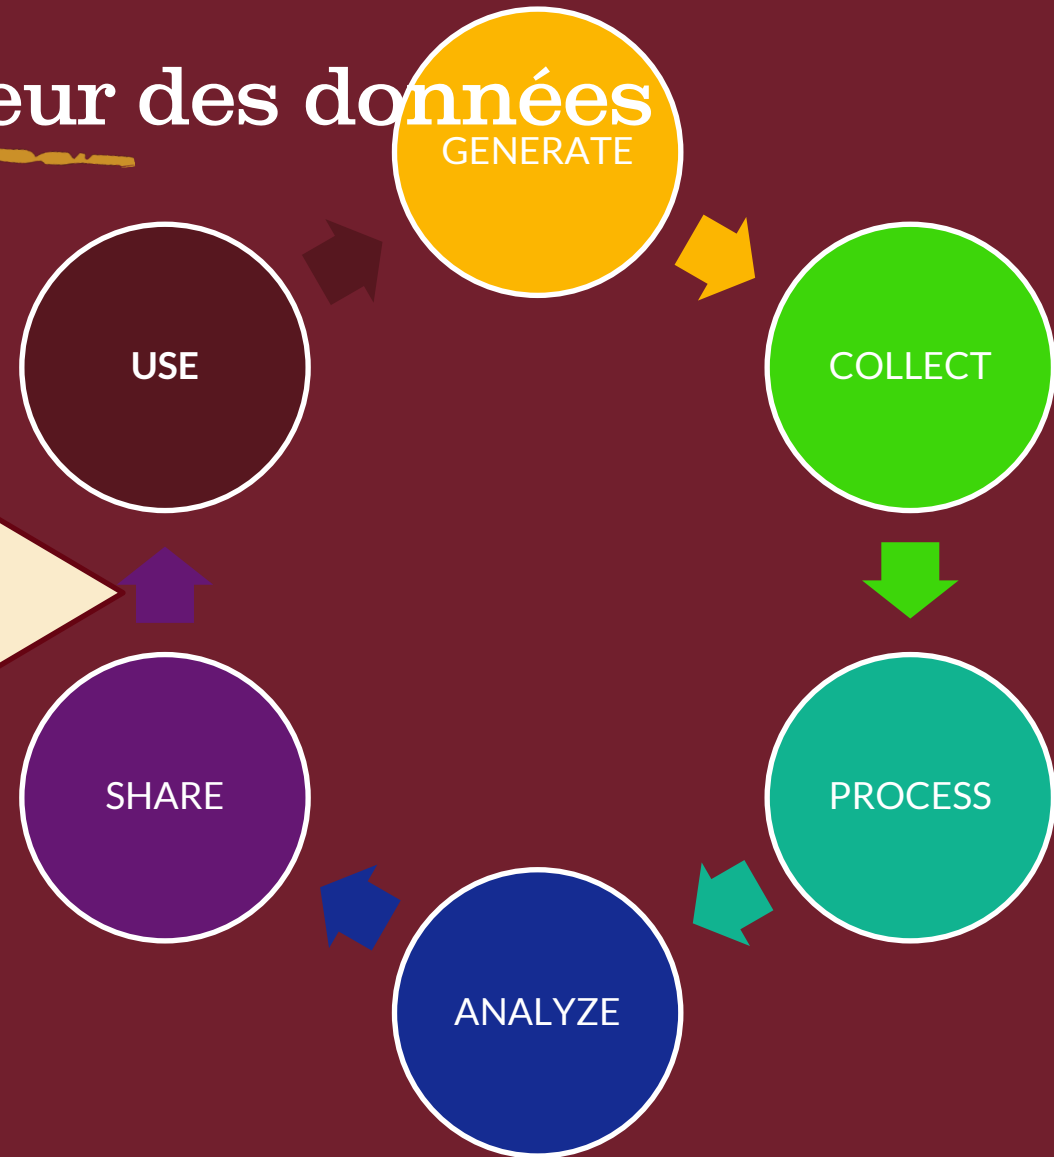 eur des données
GENERATE
COLLECT
PROCESS
ANALYZE
SHARE
USE